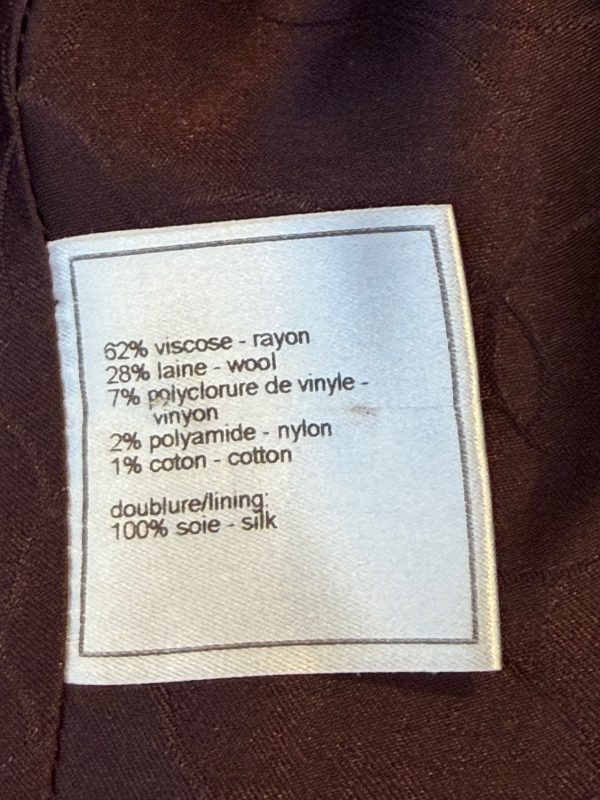 62% viscose - rayon
28% laine - wool
7% polyclorure de vinyle -
vinyon
2% polyamide - nylon
1% coton - cotton
doublure/lining:
100% soie - silk